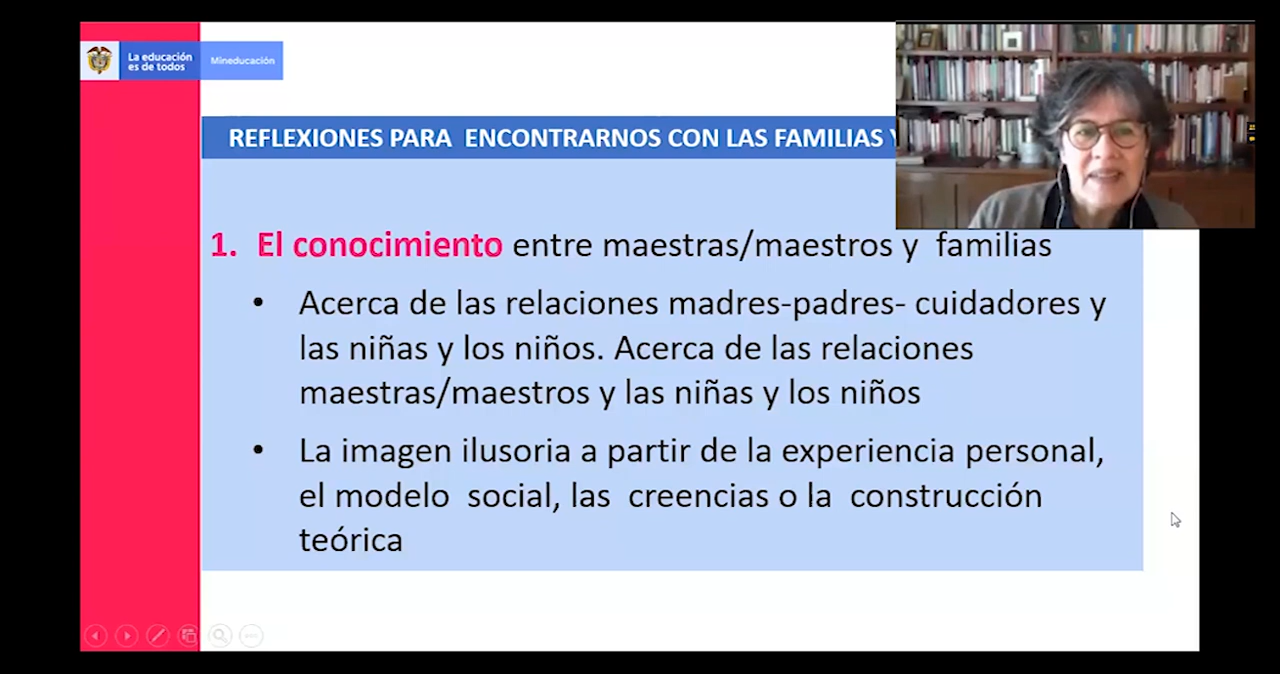 La educación
es de todos
Mineducación
REFLEXIONES PARA ENCONTRARNOS CON LAS FAMILIAS Y
1. El conocimiento entre maestras/maestros y familias
• Acerca de las relaciones madres-padres- cuidadores y
las niñas y los niños. Acerca de las relaciones
maestras/maestros y las niñas y los niños
• La imagen ilusoria a partir de la experiencia personal,
el modelo social, las creencias o la construcción
teórica